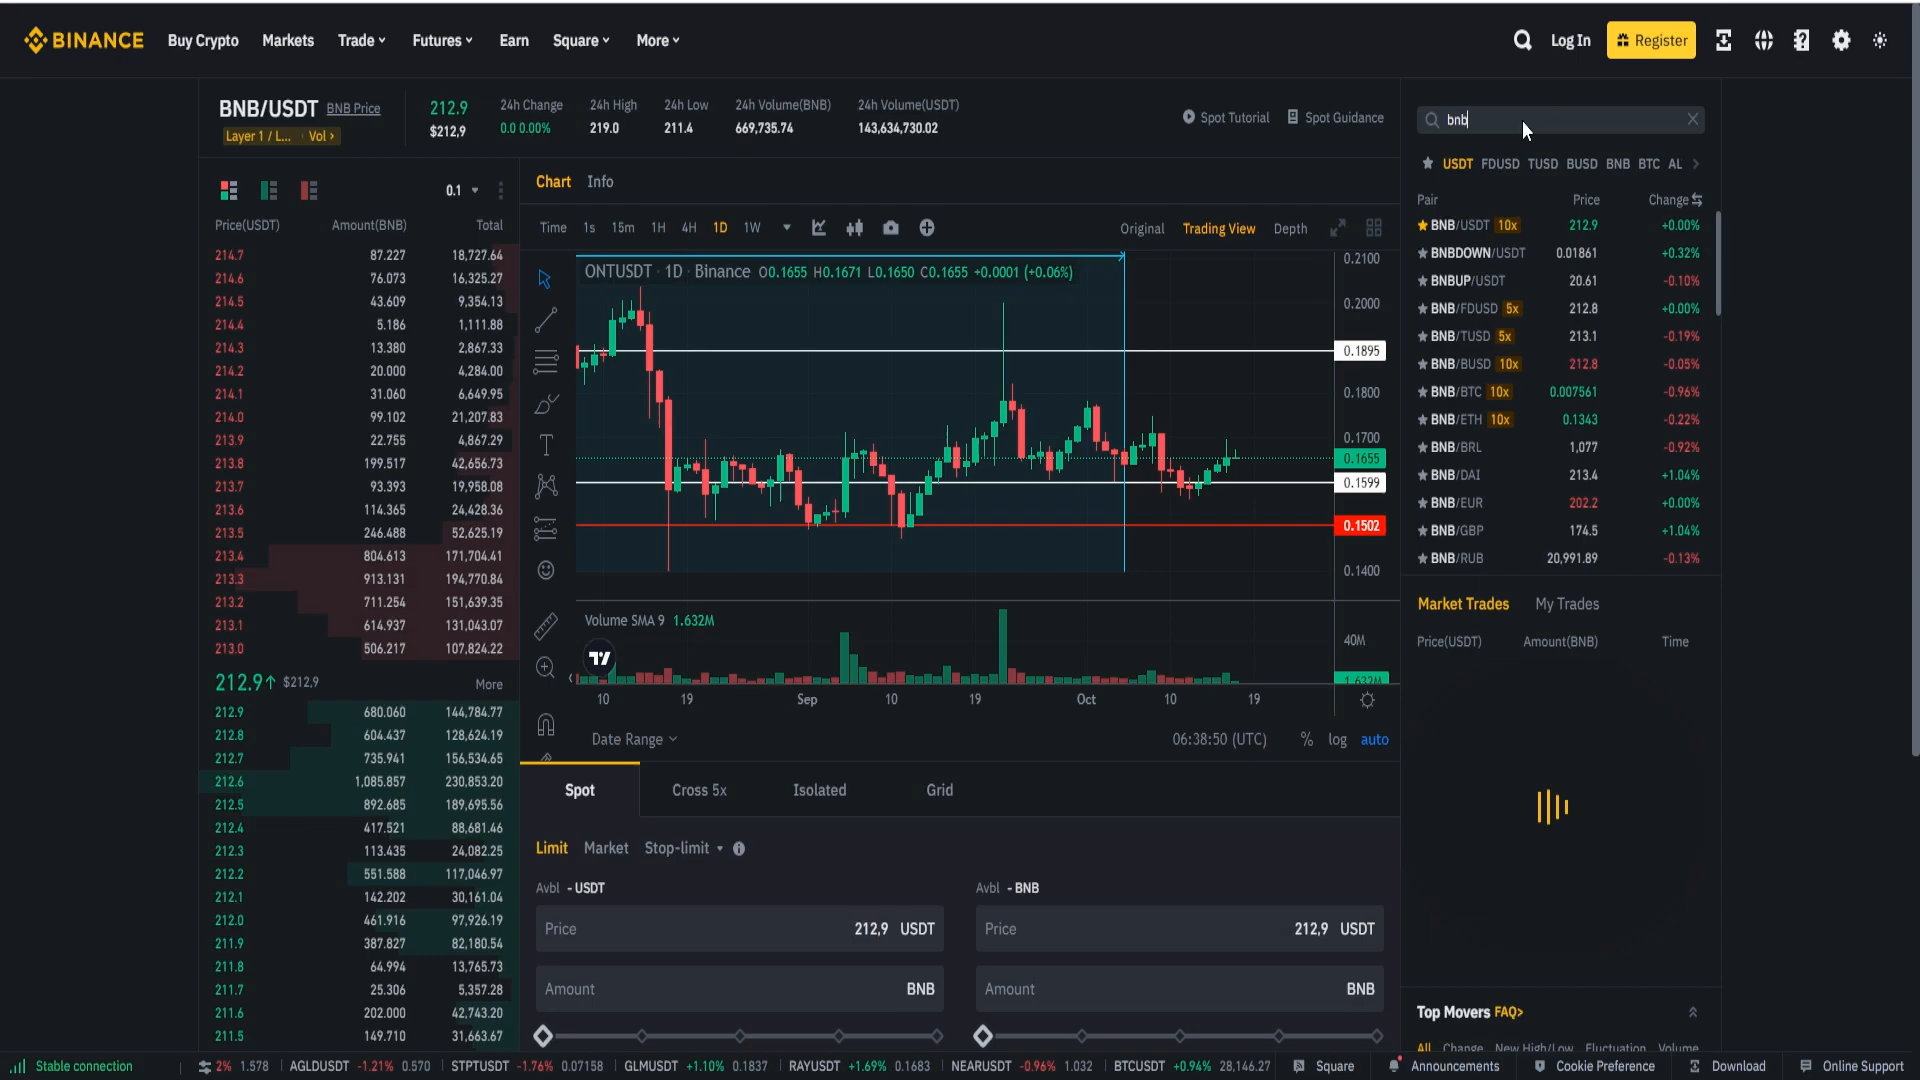 BINANCE Buy Crypto Markets Trade Futures Earn Square More Log In Register
BNB/USDT BNB Price
Layer 1 / L... Vol
212.9
$212,9
24h Change
0.0 0.00%
24h High
219.0
24h Low
211.4
24h Volume(BNB)
669,735.74
24h Volume(USDT)
143,634,730.02
Spot Tutorial Spot Guidance
0.1
Price(USDT) Amount(BNB) Total
214.7 87.227 18,727.64
214.6 76.073 16,325.27
214.5 43.609 9,354.13
214.4 5.186 1,111.88
214.3 13.380 2,867.33
214.2 20.000 4,284.00
214.1 31.060 6,649.95
214.0 99.102 21,207.83
213.9 22.755 4,867.29
213.8 199.517 42,656.73
213.7 93.393 19,958.08
213.6 114.365 24,428.36
213.5 246.488 52,625.19
213.4 804.613 171,704.41
213.3 913.131 194,770.84
213.2 711.254 151,639.35
213.1 614.937 131,043.07
213.0 506.217 107,824.22
212.9↑ $212,9 More
212.9 680.060 144,784.77
212.8 604.437 128,624.19
212.7 735.941 156,534.65
212.6 1,085.857 230,853.20
212.5 892.685 189,695.56
212.4 417.521 88,681.46
212.3 113.435 24,082.25
212.2 551.588 117,046.97
212.1 142.202 30,161.04
212.0 461.916 97,926.19
211.9 387.827 82,180.54
211.8 64.994 13,765.73
211.7 25.306 5,357.28
211.6 202.000 42,743.20
211.5 149.710 31,663.67
Chart Info
Time 1s 15m 1H 4H 1D 1W Original Trading View Depth
ONTUSDT · 1D · Binance O0.1655 H0.1671 L0.1650 C0.1655 +0.0001 (+0.06%)
0.2100
0.2000
0.1895
0.1800
0.1700
0.1655
0.1599
0.1502
0.1400
Volume SMA 9 1.632M
40M
1.632M
10 19 Sep 10 19 Oct 10 19
Date Range 06:38:50 (UTC) % log auto
Spot Cross 5x Isolated Grid
Limit Market Stop-limit
Avbl - USDT
Price 212,9 USDT
Amount BNB
Avbl - BNB
Price 212,9 USDT
Amount BNB
bnb
USDT FDUSD TUSD BUSD BNB BTC AL
Pair Price Change
BNB/USDT 10x 212.9 +0.00%
BNBDOWN/USDT 0.01861 +0.32%
BNBUP/USDT 20.61 -0.10%
BNB/FDUSD 5x 212.8 +0.00%
BNB/TUSD 5x 213.1 -0.19%
BNB/BUSD 10x 212.8 -0.05%
BNB/BTC 10x 0.007561 -0.96%
BNB/ETH 10x 0.1343 -0.22%
BNB/BRL 1,077 -0.92%
BNB/DAI 213.4 +1.04%
BNB/EUR 202.2 +0.00%
BNB/GBP 174.5 +1.04%
BNB/RUB 20,991.89 -0.13%
Market Trades My Trades
Price(USDT) Amount(BNB) Time
Top Movers FAQ>
All Change New High/Low Fluctuation Volume
Stable connection 2% 1.578 AGLDUSDT -1.21% 0.570 STPTUSDT -1.76% 0.07158 GLMUSDT +1.10% 0.1837 RAYUSDT +1.69% 0.1483 NEARUSDT -0.96% 1.032 BTCUSDT +0.94% 28,146.27 Square Announcements Cookie Preference Download Online Support